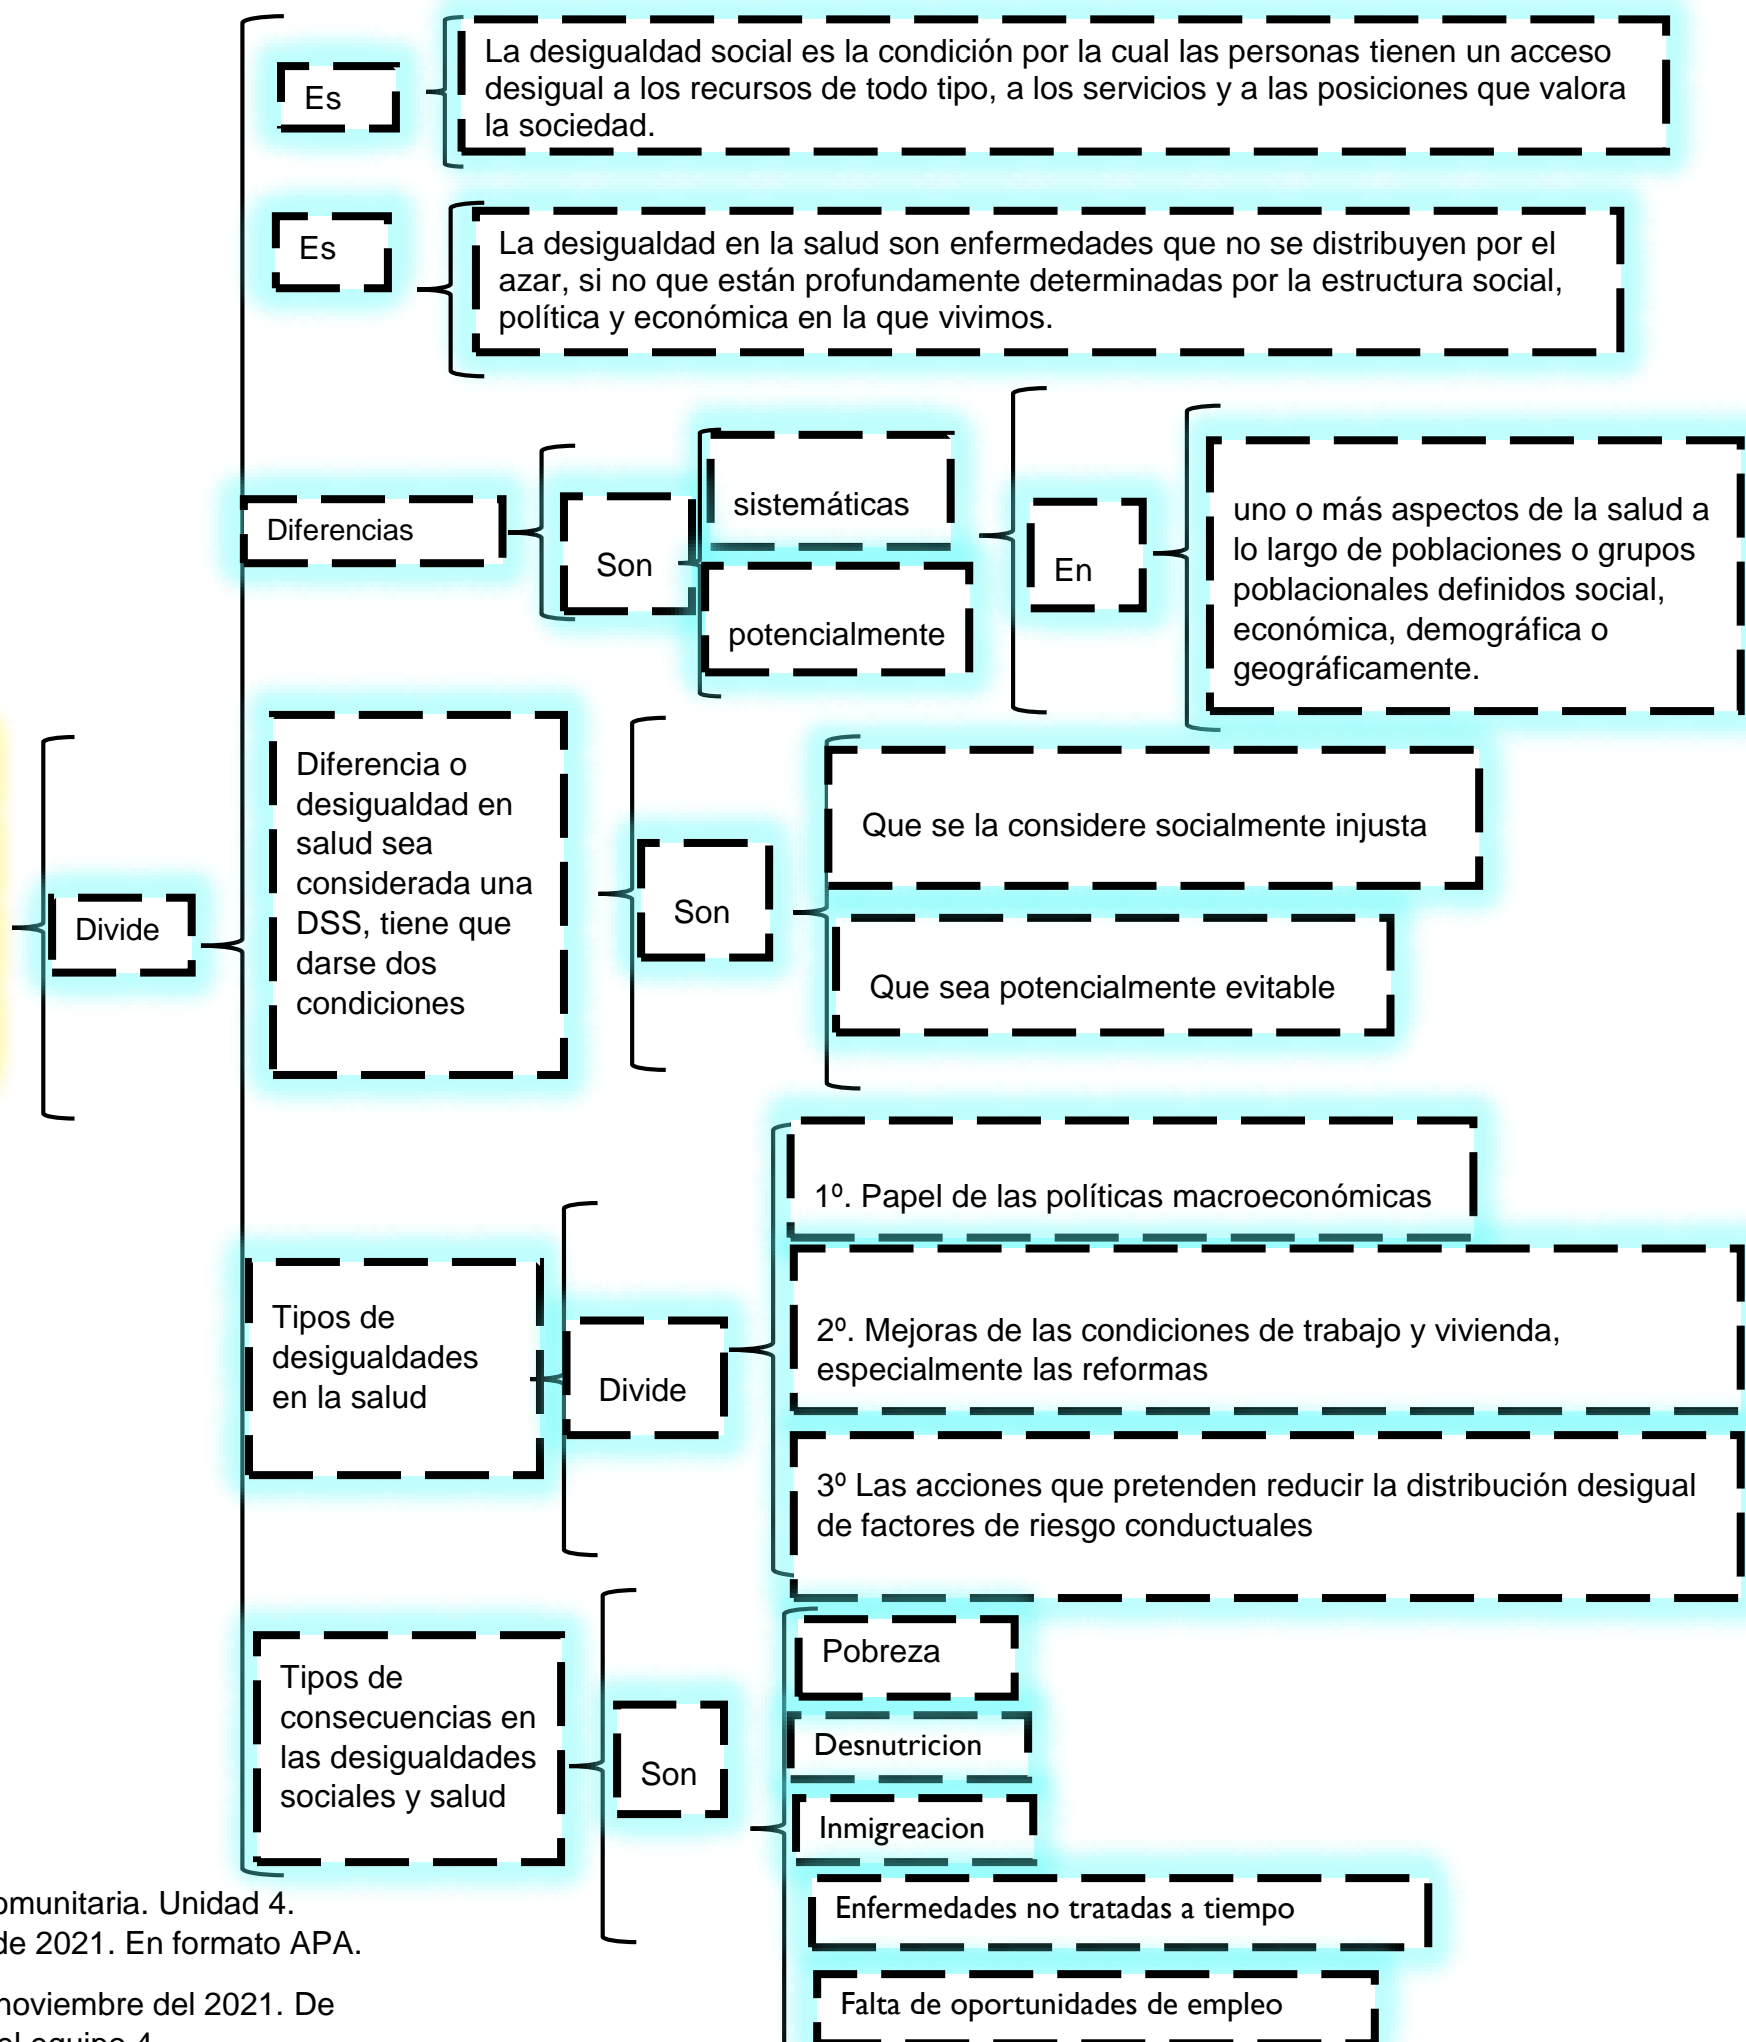 Es
La desigualdad social es la condición por la cual las personas tienen un acceso
desigual a los recursos de todo tipo, a los servicios y a las posiciones que valora
la sociedad.
Es
La desigualdad en la salud son enfermedades que no se distribuyen por el
azar, si no que están profundamente determinadas por la estructura social,
política y económica en la que vivimos.
Diferencias
Son
sistemáticas
potencialmente
En
uno o más aspectos de la salud a
lo largo de poblaciones o grupos
poblacionales definidos social,
económica, demográfica o
geográficamente.
Divide
Diferencia o
desigualdad en
salud sea
considerada una
DSS, tiene que
darse dos
condiciones
Son
Que se la considere socialmente injusta
Que sea potencialmente evitable
Tipos de
desigualdades
en la salud
Divide
1º. Papel de las políticas macroeconómicas
2º. Mejoras de las condiciones de trabajo y vivienda,
especialmente las reformas
3º Las acciones que pretenden reducir la distribución desigual
de factores de riesgo conductuales
Tipos de
consecuencias en
las desigualdades
sociales y salud
Son
Pobreza
Desnutricion
Inmigreacion
Enfermedades no tratadas a tiempo
Falta de oportunidades de empleo
omunitaria. Unidad 4.
de 2021. En formato APA.
noviembre del 2021. De
equipo 4